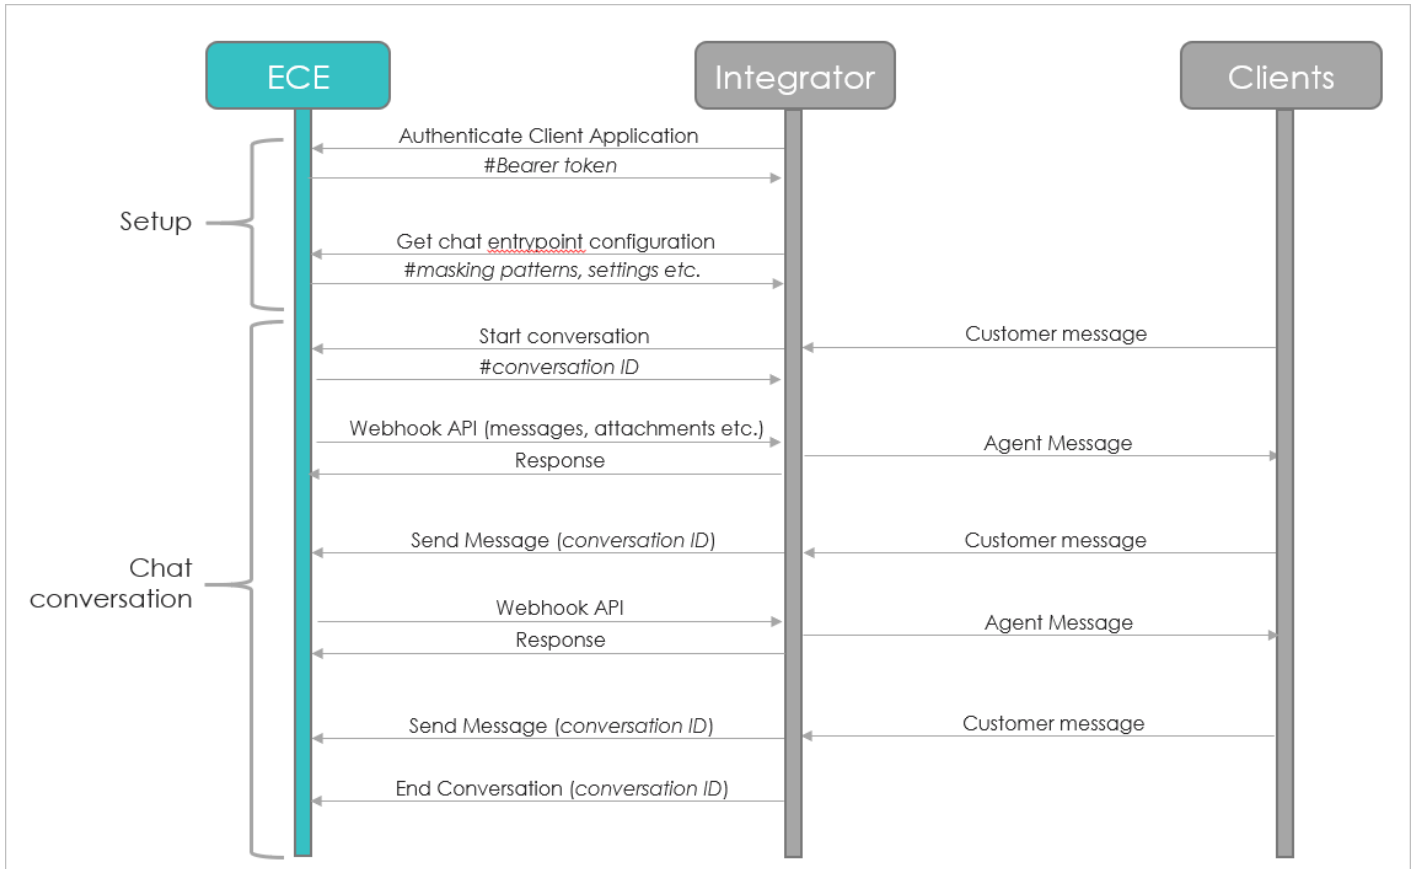 ECE
Integrator
Clients
Authenticate Client Application
#Bearer token
Setup
Get chat entrypoint configuration
#masking patterns, settings etc.
Start conversation
Customer message
#conversation ID
Webhook API (messages, attachments etc.)
Agent Message
Response
Send Message (conversation ID)
Customer message
Chat
conversation
Webhook API
Agent Message
Response
Send Message (conversation ID)
Customer message
End Conversation (conversation ID)